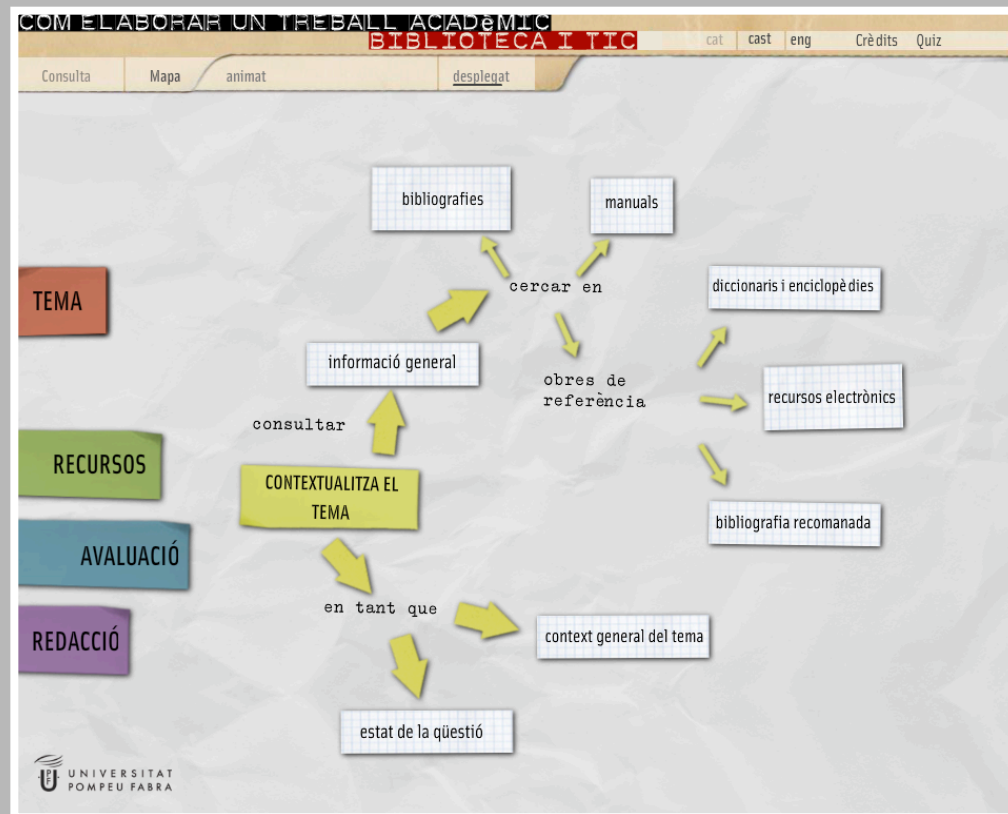 COM ELABORAR UN TREBALL ACADèMIC
BIBLIOTECA I TIC
cat cast eng Crèdits Quiz
Consulta Mapa animat desplegat
bibliografies
manuals
cercar en
diccionaris i enciclopèdies
TEMA
informació general
obres de
referència
recursos electrònics
consultar
RECURSOS
CONTEXTUALITZA EL
TEMA
bibliografia recomanada
AVALUACIÓ
en tant que
REDACCIÓ
context general del tema
estat de la qüestió
UPF
UNIVERSITAT
POMPEU FABRA